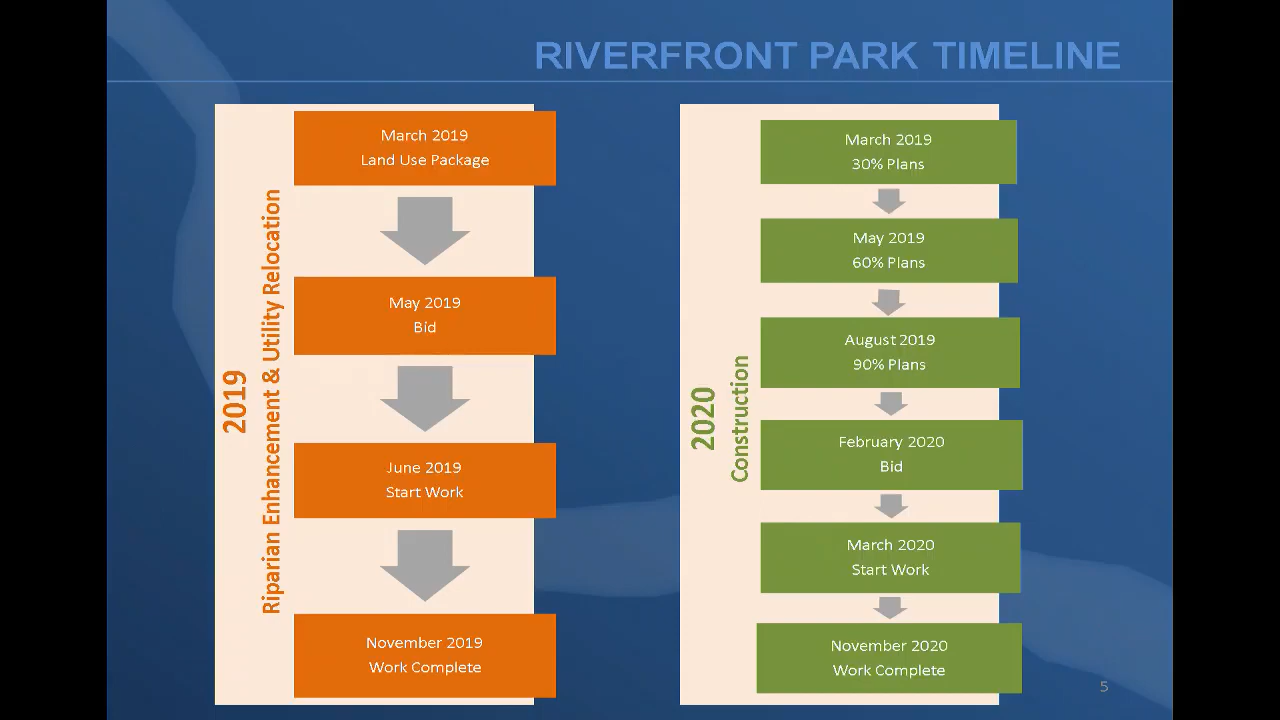 RIVERFRONT PARK TIMELINE
2019
Riparian Enhancement & Utility Relocation
March 2019
Land Use Package
May 2019
Bid
June 2019
Start Work
November 2019
Work Complete
2020
Construction
March 2019
30% Plans
May 2019
60% Plans
August 2019
90% Plans
February 2020
Bid
March 2020
Start Work
November 2020
Work Complete
5